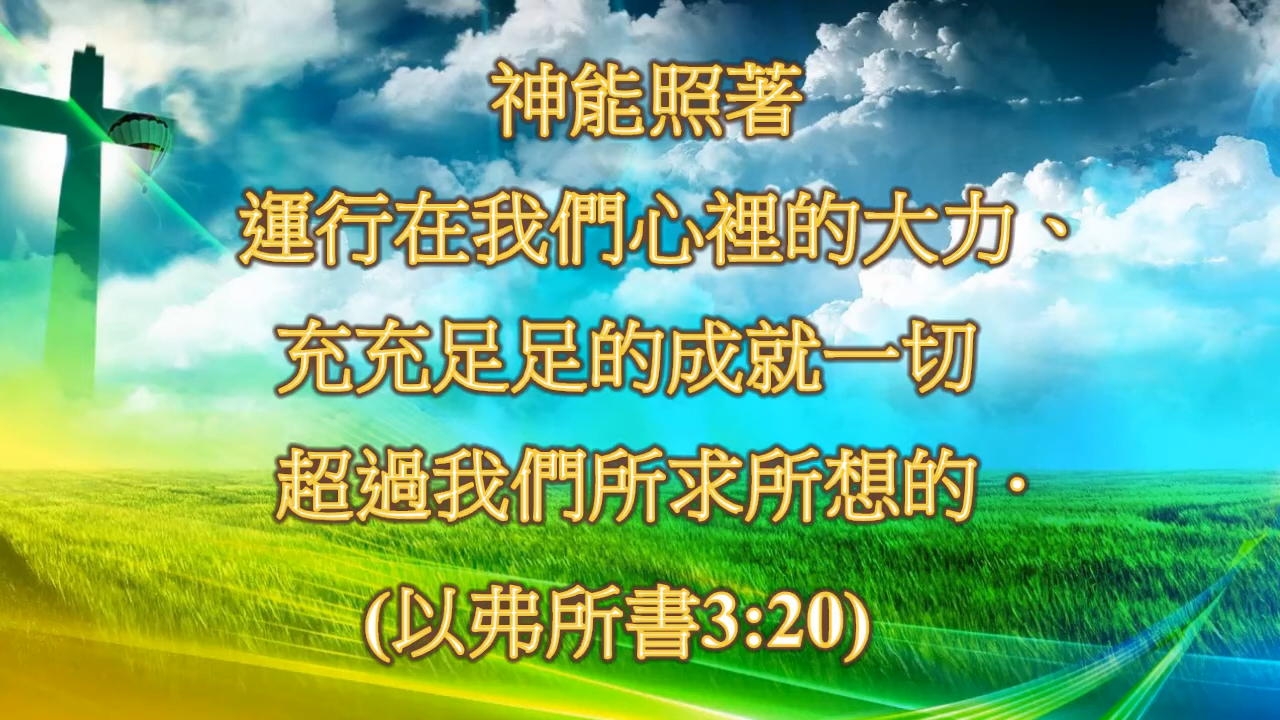 神能照著
運行在我們心裡的大力、
充充足足的成就一切
超過我們所求所想的．
(以弗所書3:20)